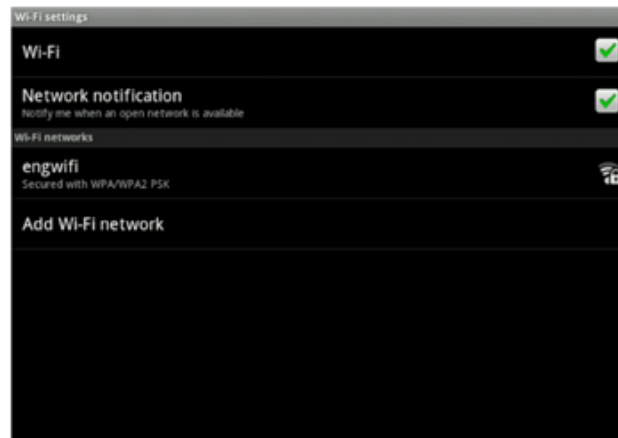 Wi-Fi settings
Wi-Fi
Network notification
Notify me when an open network is available
Wi-Fi networks
engwifi
Secured with WPA/WPA2 PSK
Add Wi-Fi network